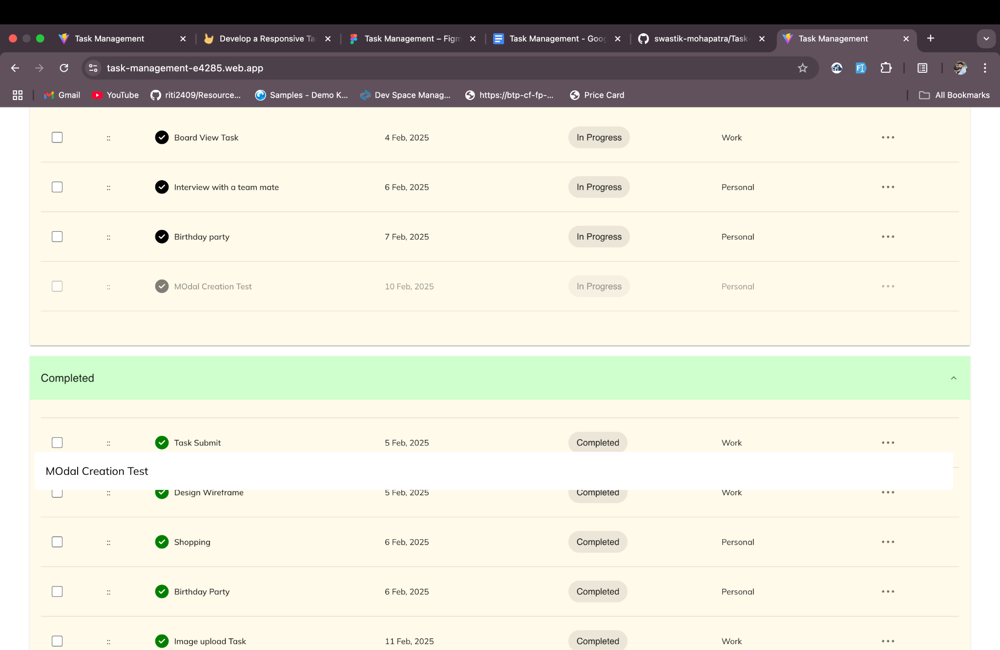 Task Management
Develop a Responsive Ta
Task Management – Figm
Task Management - Goog
swastik-mohapatra/Task-
Task Management
task-management-e4285.web.app
Gmail
YouTube
riti2409/Resource...
Samples - Demo K...
Dev Space Manag...
https://btp-cf-fp-...
Price Card
All Bookmarks
:: Board View Task 4 Feb, 2025 In Progress Work •••
:: Interview with a team mate 6 Feb, 2025 In Progress Personal •••
:: Birthday party 7 Feb, 2025 In Progress Personal •••
:: MOdal Creation Test 10 Feb, 2025 In Progress Personal •••
Completed
:: Task Submit 5 Feb, 2025 Completed Work •••
MOdal Creation Test
:: Design Wireframe 5 Feb, 2025 Completed Work •••
:: Shopping 6 Feb, 2025 Completed Personal •••
:: Birthday Party 6 Feb, 2025 Completed Personal •••
:: Image upload Task 11 Feb, 2025 Completed Work •••